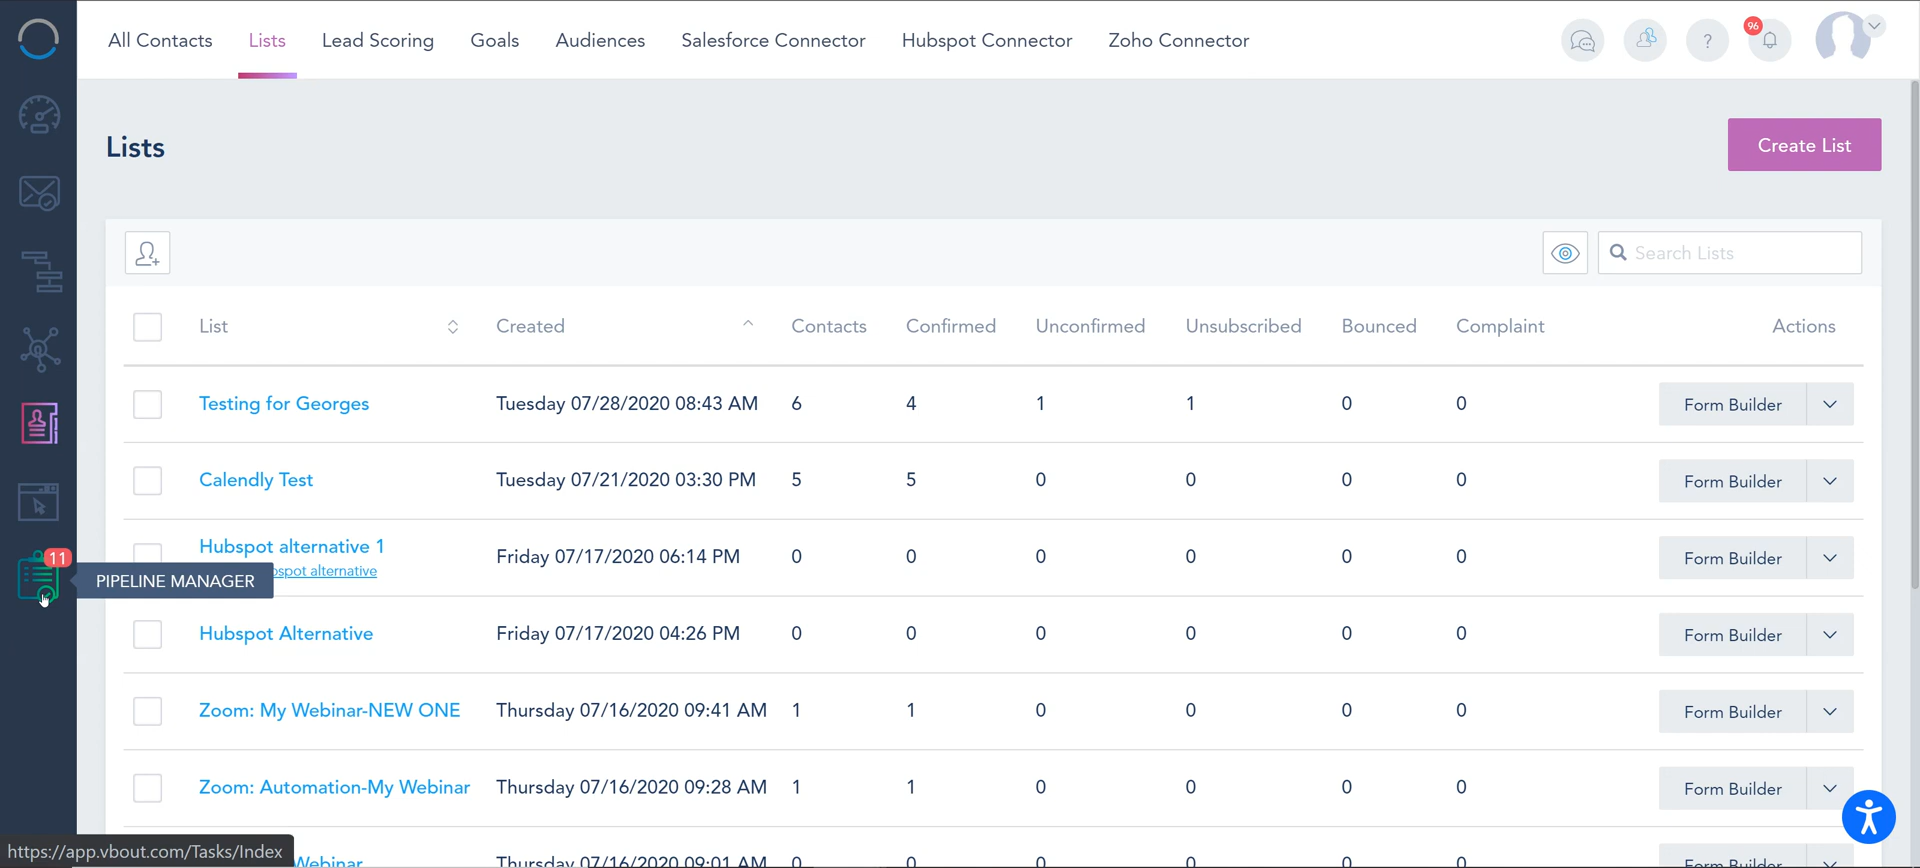 All Contacts Lists Lead Scoring Goals Audiences Salesforce Connector Hubspot Connector Zoho Connector ? 96
Lists
Create List
Search Lists
List Created Contacts Confirmed Unconfirmed Unsubscribed Bounced Complaint Actions
Testing for Georges Tuesday 07/28/2020 08:43 AM 6 4 1 1 0 0 Form Builder
Calendly Test Tuesday 07/21/2020 03:30 PM 5 5 0 0 0 0 Form Builder
Hubspot alternative 1 Friday 07/17/2020 06:14 PM 0 0 0 0 0 0 Form Builder
spot alternative
11
PIPELINE MANAGER
Hubspot Alternative Friday 07/17/2020 04:26 PM 0 0 0 0 0 0 Form Builder
Zoom: My Webinar-NEW ONE Thursday 07/16/2020 09:41 AM 1 1 0 0 0 0 Form Builder
Zoom: Automation-My Webinar Thursday 07/16/2020 09:28 AM 1 1 0 0 0 0 Form Builder
Webinar Thursday 07/16/2020 09:01 AM 0 0 0 0 0 0 Form Builder
https://app.vbout.com/Tasks/Index